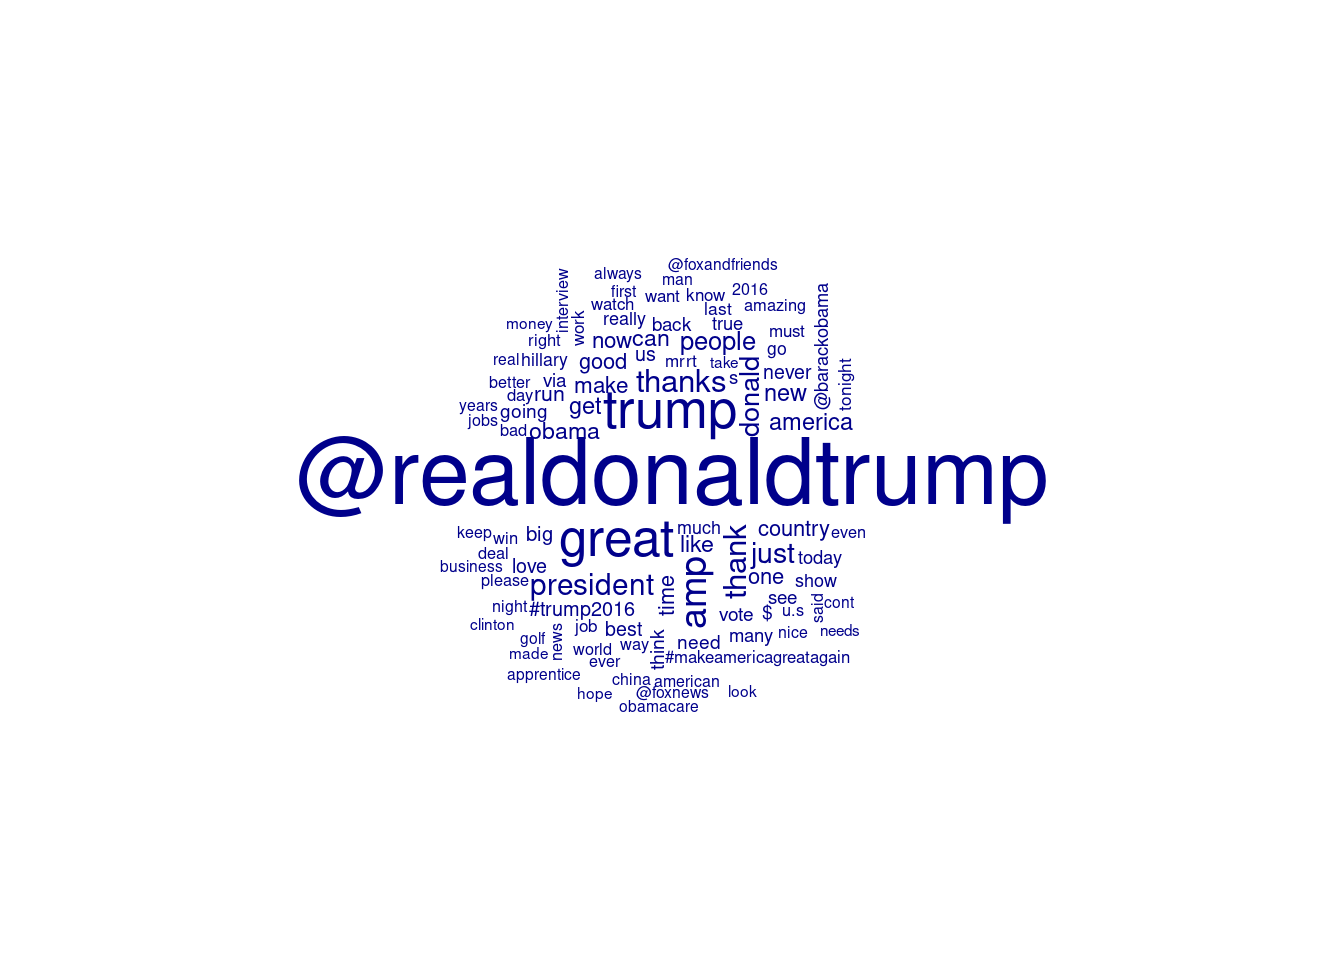 @foxandfriends
always
man
interview
first
want
know
2016
@barackobama
watch
last
amazing
work
really
back
true
money
must
right
now
can
people
go
real
hillary
good
us
mrrt
take
donald
never
tonight
better
via
make
thanks
s
day
run
new
years
going
get
trump
america
jobs
bad
obama
@realdonaldtrump
keep
win
big
great
much
thank
country
even
deal
like
just
today
business
love
amp
please
president
time
one
show
night
#trump2016
see
said
cont
vote
$
u.s
clinton
job
best
think
many
nice
needs
golf
news
way
need
made
world
ever
#makeamericagreatagain
apprentice
china
american
hope
@foxnews
look
obamacare